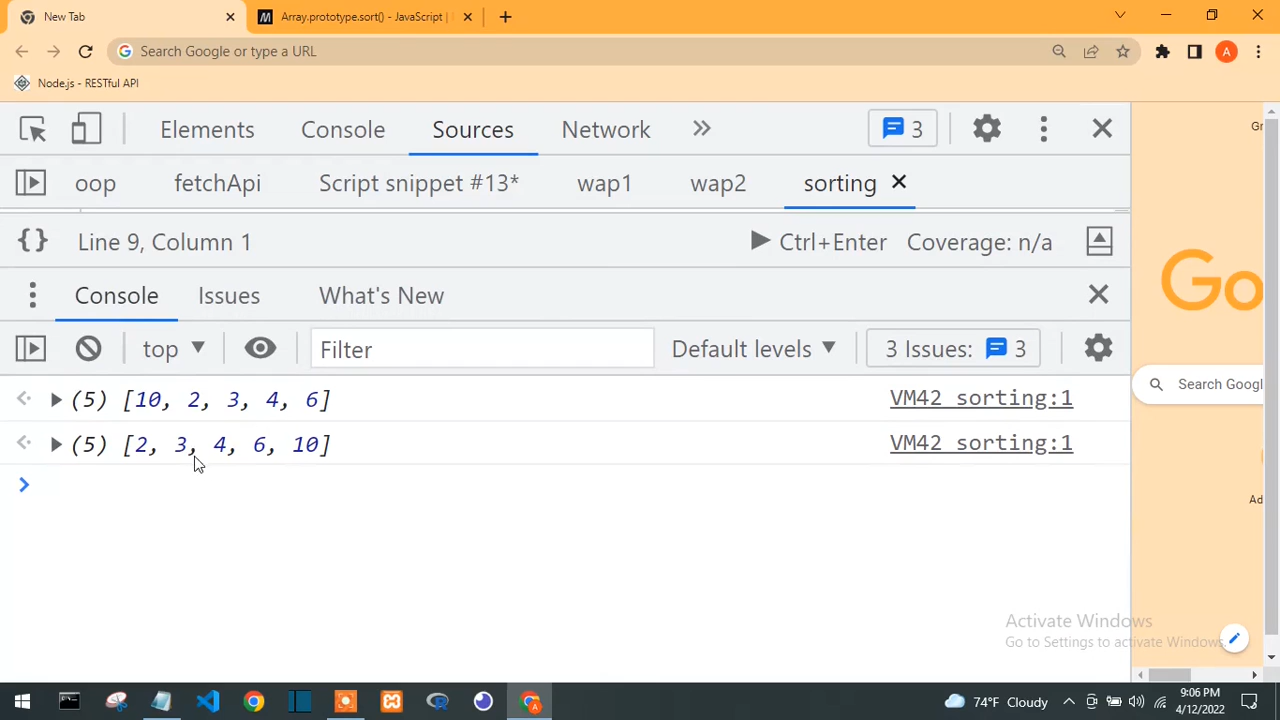 New Tab
Array.prototype.sort() - JavaScript |
Search Google or type a URL
A
Node.js - RESTful API
Elements Console Sources Network » 3
oop fetchApi Script snippet #13* wap1 wap2 sorting
{} Line 9, Column 1 Ctrl+Enter Coverage: n/a
Console Issues What's New
top Filter Default levels 3 Issues: 3
(5) [10, 2, 3, 4, 6] VM42 sorting:1
(5) [2, 3, 4, 6, 10] VM42 sorting:1
Gr
Go
Search Googl
Ad
Activate Windows
Go to Settings to activate Windows.
74°F Cloudy
9:06 PM
4/12/2022